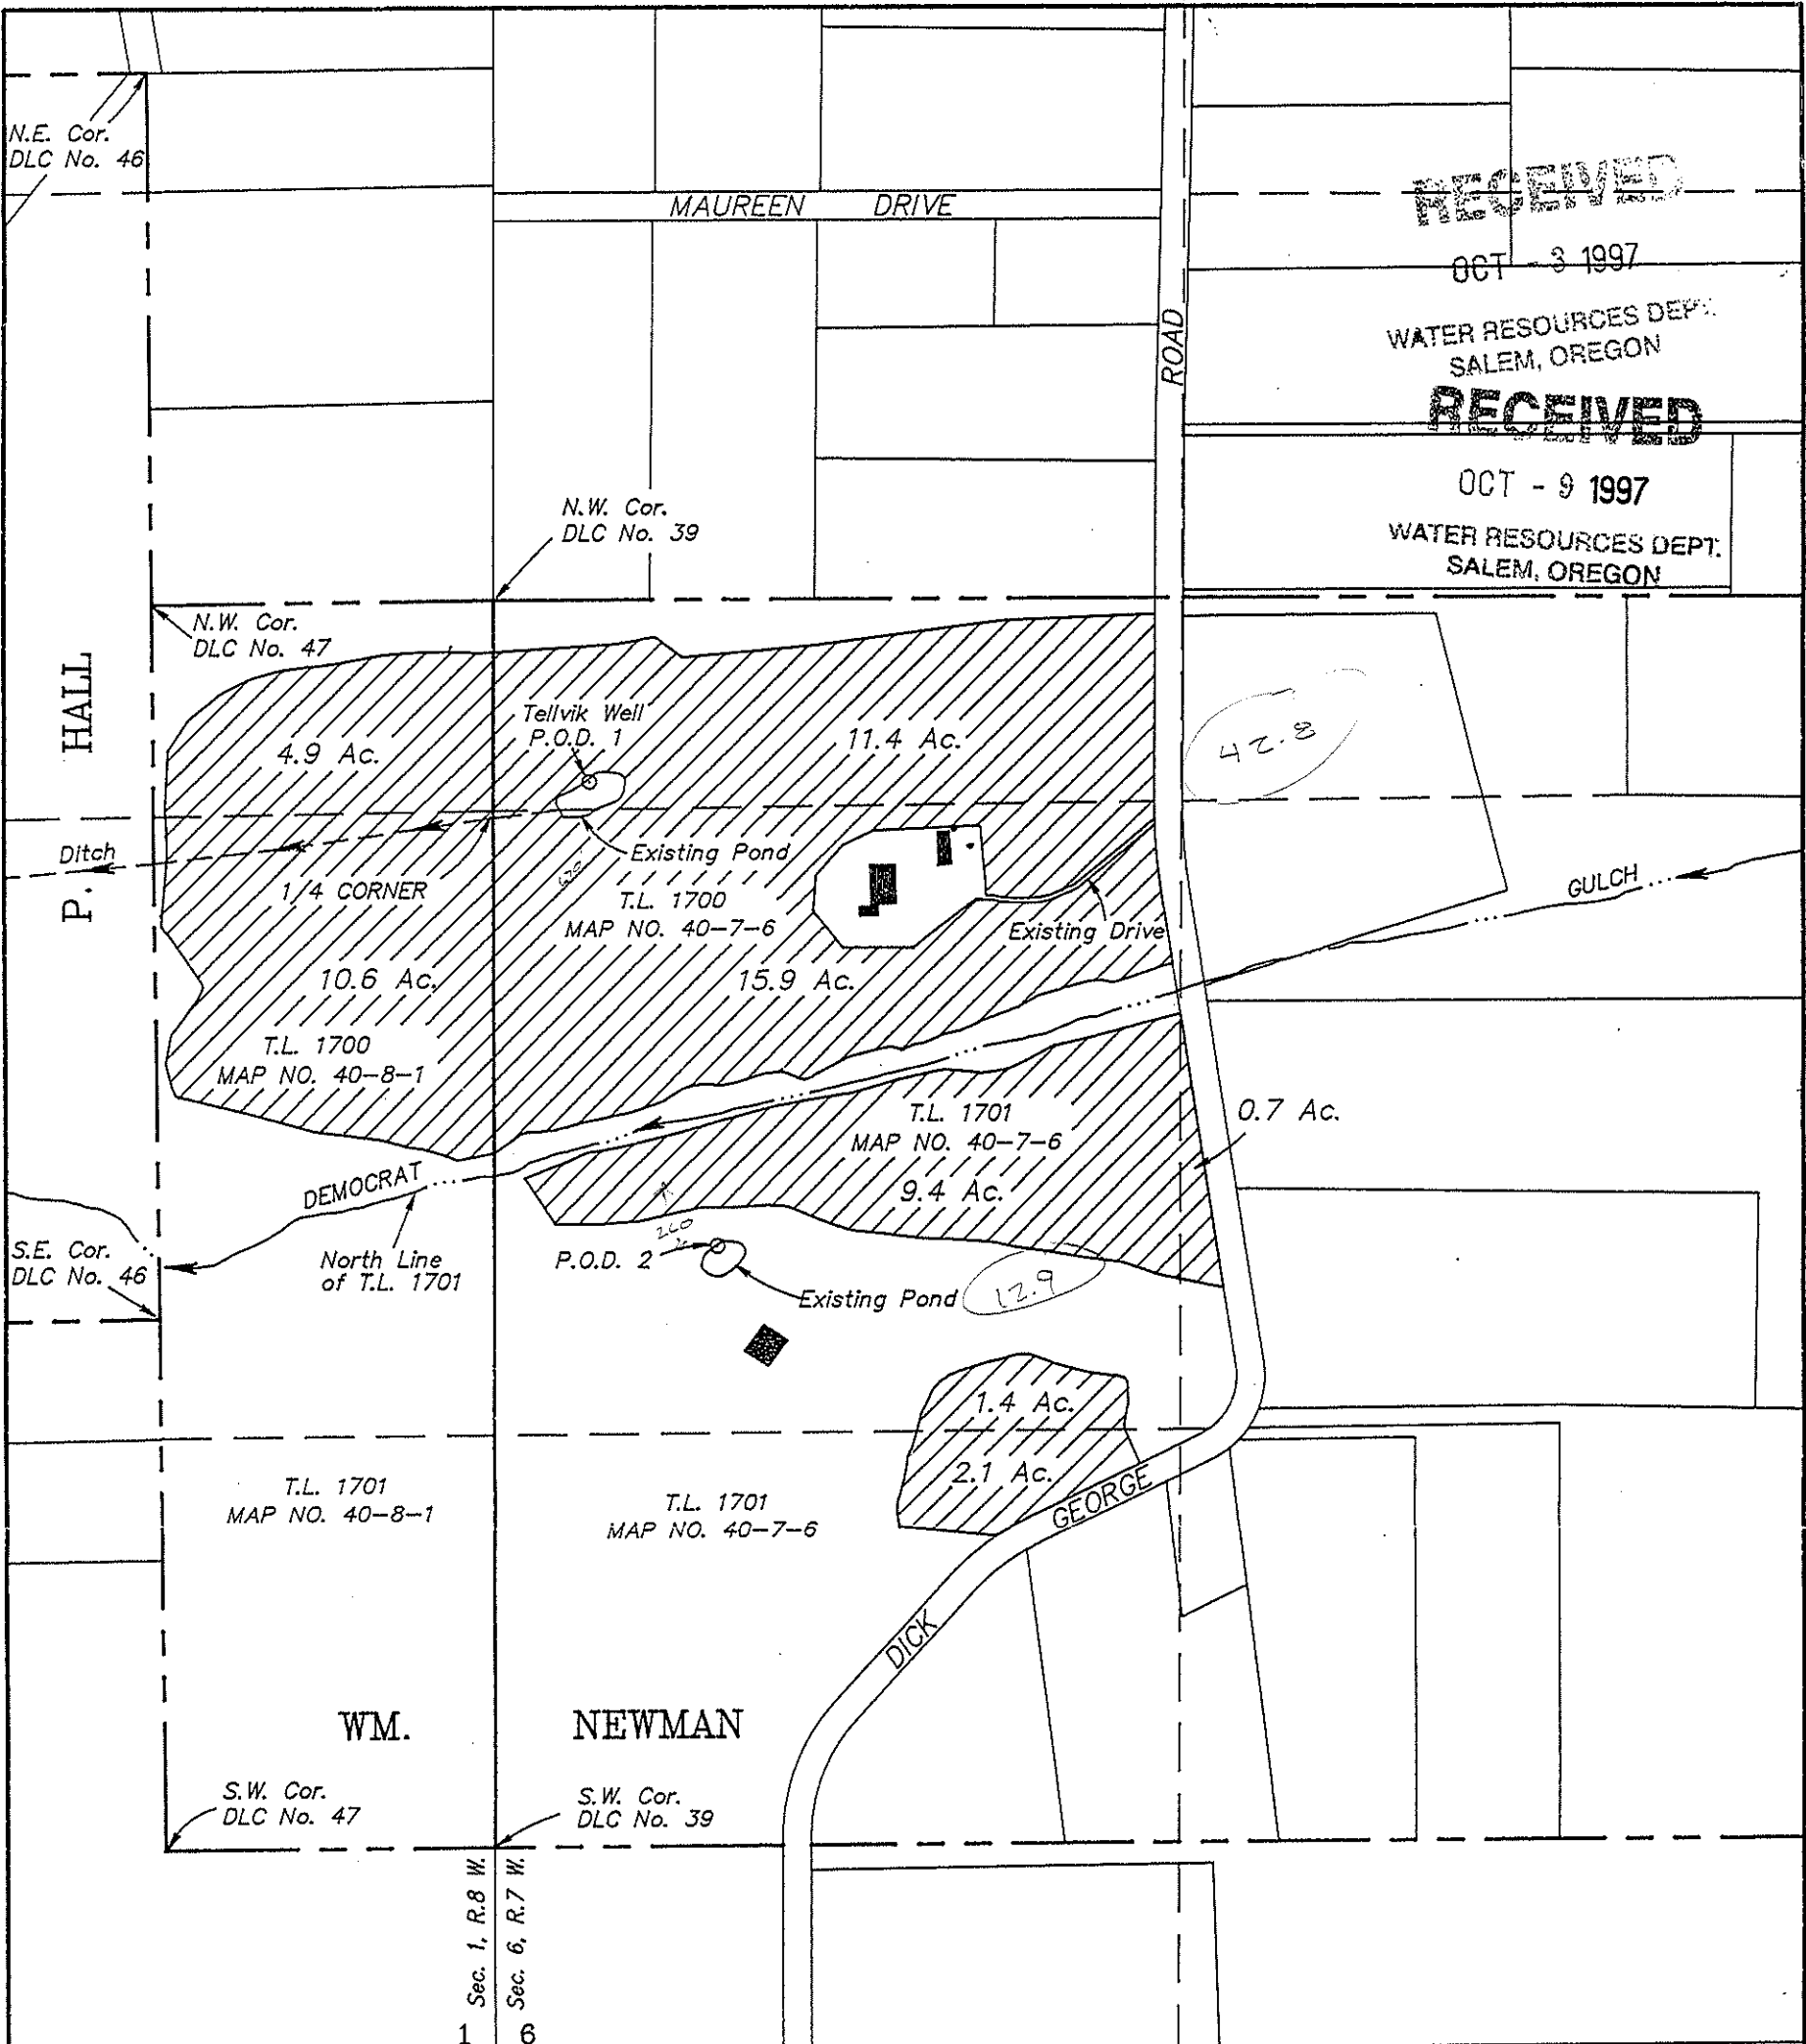 N.E. Cor.
DLC No. 46
MAUREEN DRIVE
RECEIVED
OCT - 3 1997
WATER RESOURCES DEPT.
SALEM, OREGON
ROAD
RECEIVED
OCT - 9 1997
WATER RESOURCES DEPT.
SALEM, OREGON
N.W. Cor.
DLC No. 39
N.W. Cor.
DLC No. 47
P. HALL
Tellvik Well
P.O.D. 1
4.9 Ac.
11.4 Ac.
42.8
Ditch
Existing Pond
1/4 CORNER
T.L. 1700
MAP NO. 40-7-6
Existing Drive
GULCH
10.6 Ac.
15.9 Ac.
T.L. 1700
MAP NO. 40-8-1
T.L. 1701
MAP NO. 40-7-6
9.4 Ac.
0.7 Ac.
DEMOCRAT
North Line
of T.L. 1701
S.E. Cor.
DLC No. 46
260
P.O.D. 2
Existing Pond
12.9
1.4 Ac.
2.1 Ac.
T.L. 1701
MAP NO. 40-8-1
T.L. 1701
MAP NO. 40-7-6
GEORGE
DICK
WM. NEWMAN
S.W. Cor.
DLC No. 47
S.W. Cor.
DLC No. 39
Sec. 1, R.8 W.
Sec. 6, R.7 W.
1 6